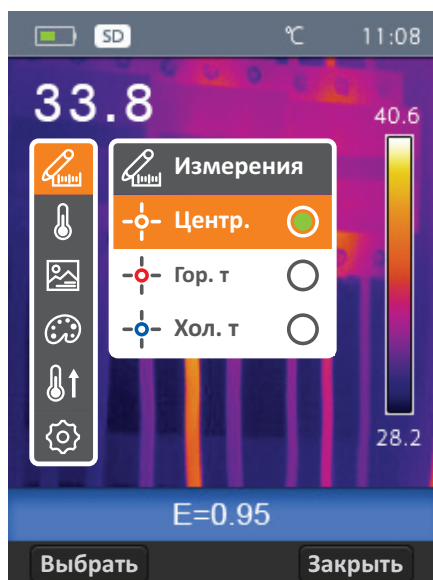 SD ℃ 11:08
33.8
40.6
Измерения
Центр.
Гор. т
Хол. т
28.2
E=0.95
Выбрать Закрыть